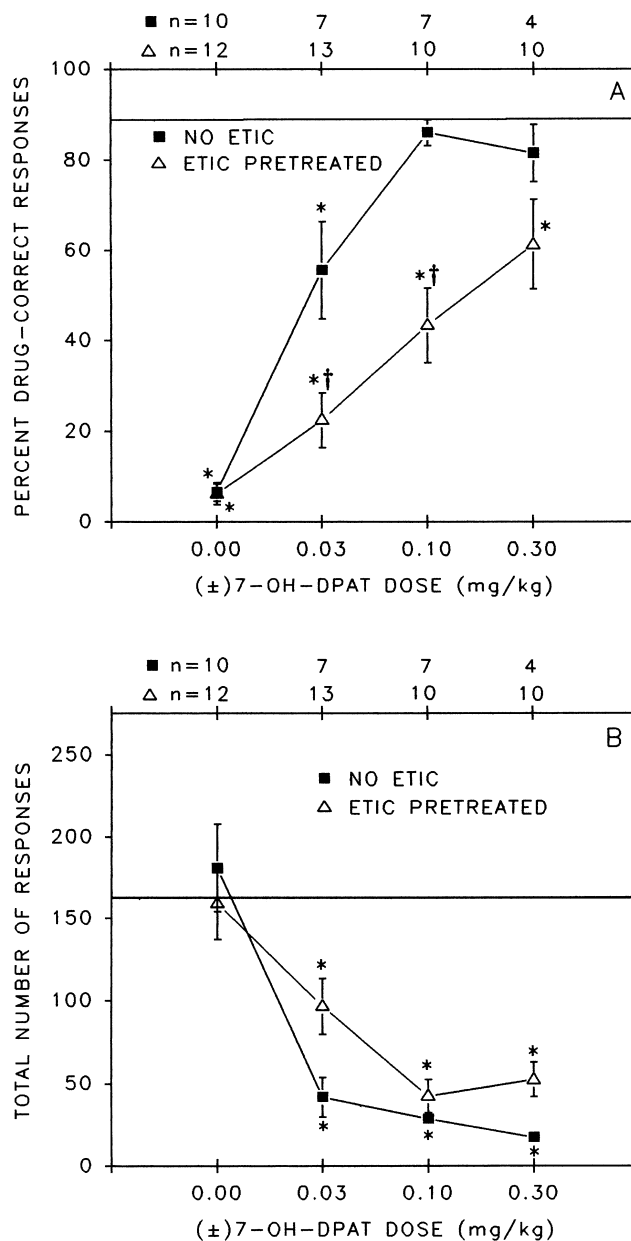 ■ n=10 7 7 4
△ n=12 13 10 10
A
100
80
60
40
20
0
PERCENT DRUG-CORRECT RESPONSES
■ NO ETIC
△ ETIC PRETREATED
*
*†
*
*†
*
*
0.00 0.03 0.10 0.30
(±)7-OH-DPAT DOSE (mg/kg)
■ n=10 7 7 4
△ n=12 13 10 10
B
250
200
150
100
50
0
TOTAL NUMBER OF RESPONSES
■ NO ETIC
△ ETIC PRETREATED
*
*
*
*
*
*
0.00 0.03 0.10 0.30
(±)7-OH-DPAT DOSE (mg/kg)